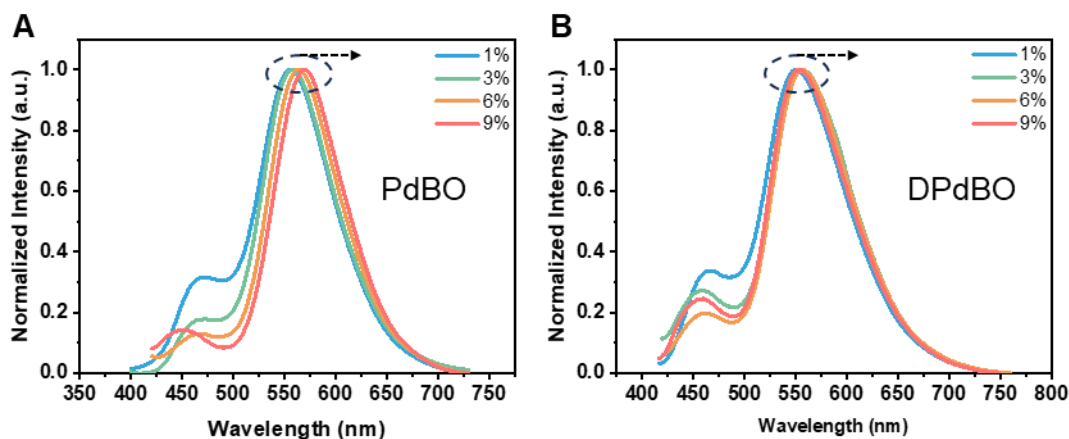 A
B
1%
3%
6%
9%
PdBO
Normalized Intensity (a.u.)
1.0
0.8
0.6
0.4
0.2
0.0
350 400 450 500 550 600 650 700 750
Wavelength (nm)
1%
3%
6%
9%
DPdBO
Normalized Intensity (a.u.)
1.0
0.8
0.6
0.4
0.2
0.0
400 450 500 550 600 650 700 750 800
Wavelength (nm)